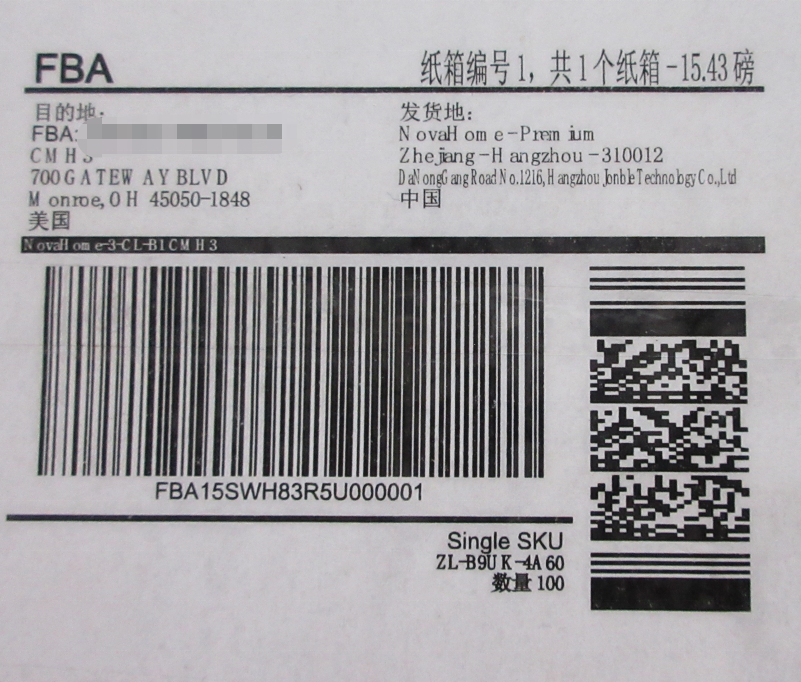 FBA
纸箱编号 1，共 1 个纸箱 - 15.43 磅
目的地:
FBA:
CMH3
700 GATEWAY BLVD
Monroe, OH 45050-1848
美国
发货地:
NovaHome-Premium
Zhejiang-Hangzhou-310012
DaNongGang Road No.1216, Hangzhou Jonble Technology Co., Ltd
中国
NovaHome-3-CL-B1CMH3
FBA15SWH83R5U000001
Single SKU
ZL-B9UK-4A60
数量 100